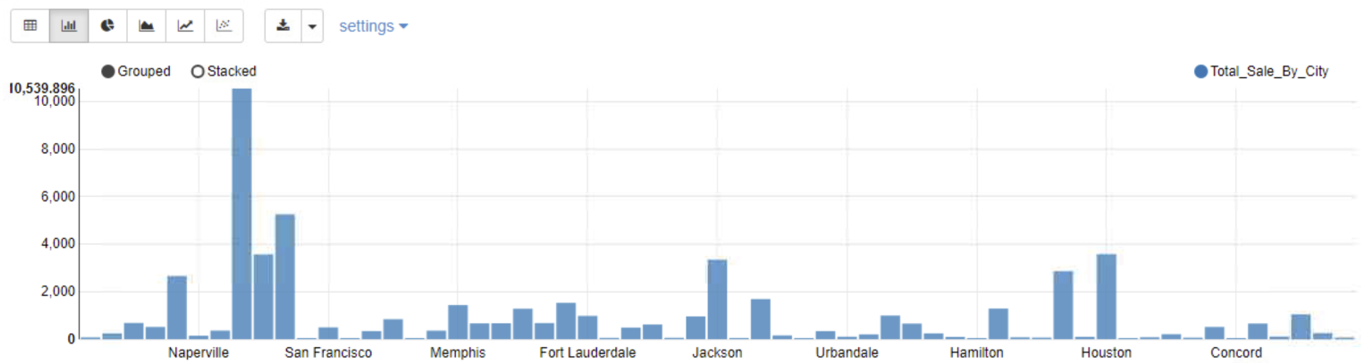 settings
Grouped Stacked Total_Sale_By_City
10,539.896
10,000
8,000
6,000
4,000
2,000
0
Naperville San Francisco Memphis Fort Lauderdale Jackson Urbandale Hamilton Houston Concord